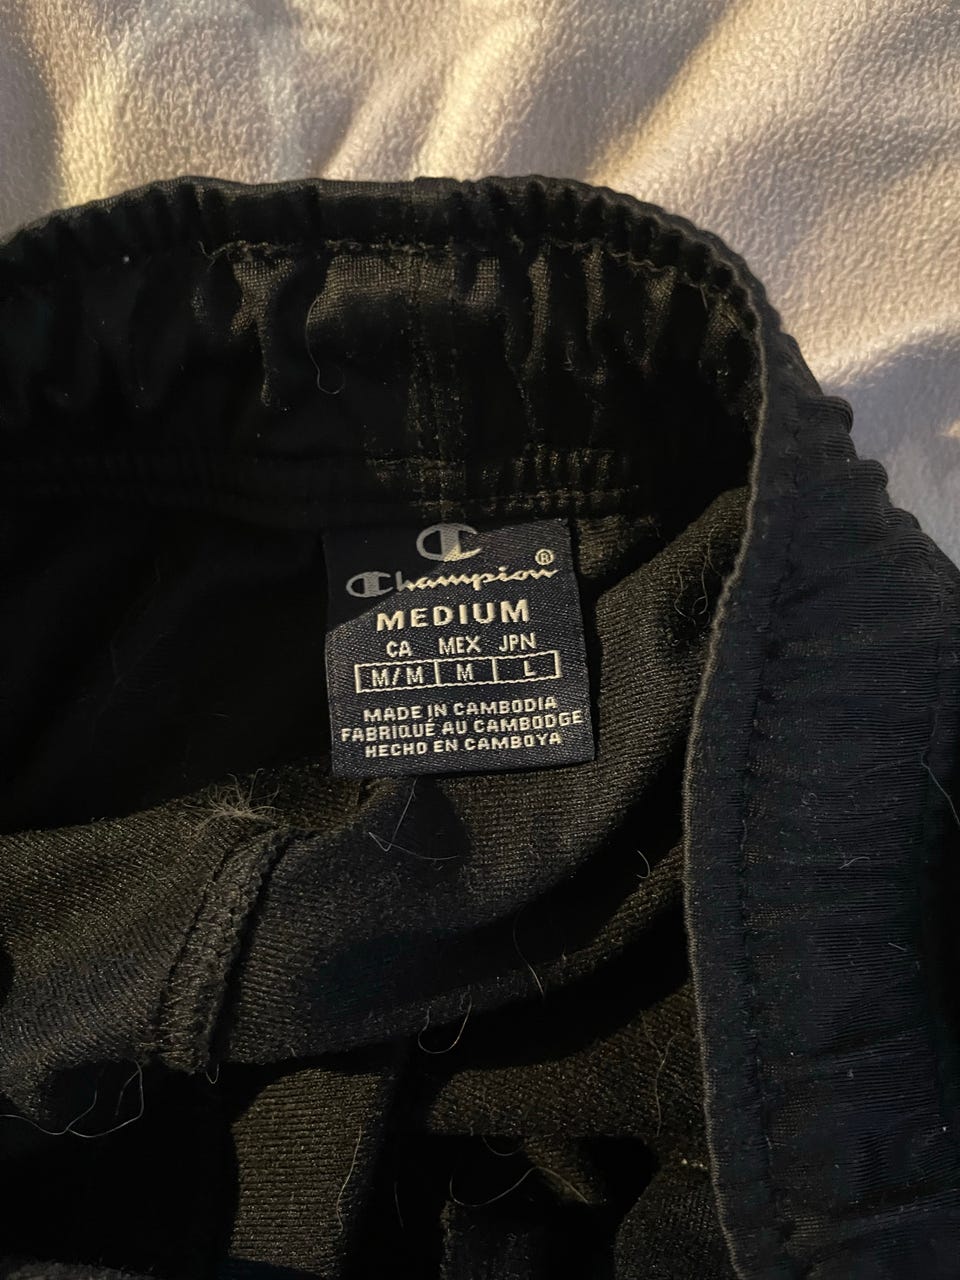 Champion®
MEDIUM
CA MEX JPN
M/M M L
MADE IN CAMBODIA
FABRIQUÉ AU CAMBODGE
HECHO EN CAMBOYA